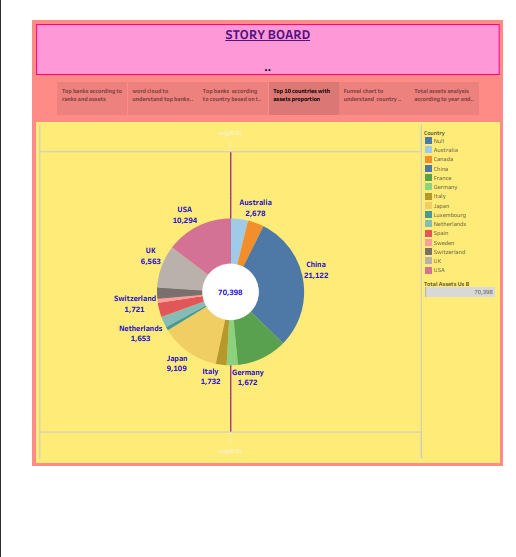 STORY BOARD
..
Top banks according to
ranks and assets
word cloud to
understand top banks..
Top banks according
to country based on t..
Top 10 countries with
assets proportion
Funnel chart to
understand country ..
Total assets analysis
according to year end..
Country
Null
Australia
Canada
China
France
Germany
Italy
Japan
Luxembourg
Netherlands
Spain
Sweden
Switzerland
UK
USA
Total Assets Us B
70,398
Australia
2,678
USA
10,294
UK
6,563
China
21,122
70,398
Switzerland
1,721
Netherlands
1,653
Japan
9,109
Italy
1,732
Germany
1,672